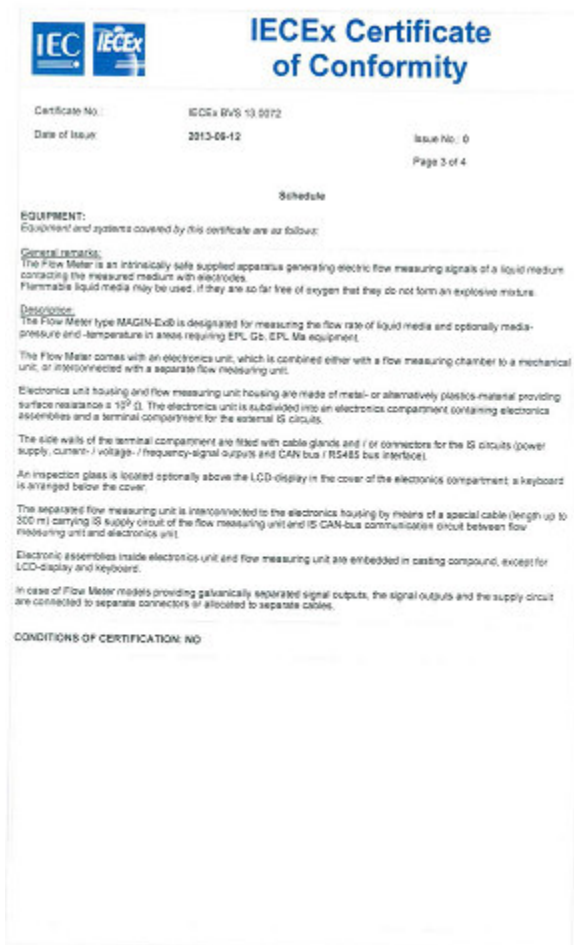 IEC IECEx
IECEx Certificate
of Conformity
Certificate No.: IECEx BVS 13.0072
Date of Issue: 2013-06-12 Issue No.: 0
Page 3 of 4
Schedule
EQUIPMENT:
Equipment and systems covered by this certificate are as follows:
General remarks:
The Flow Meter is an intrinsically safe supplied apparatus generating electric flow measuring signals of a liquid medium
contacting the measured medium with electrodes.
Flammable liquid media may be used, if they are so far free of oxygen that they do not form an explosive mixture.
Description:
The Flow Meter type MAGIN-Ex® is designated for measuring the flow rate of liquid media and optionally media-
pressure and -temperature in areas requiring EPL Gb, EPL Ma equipment.
The Flow Meter comes with an electronics unit, which is combined either with a flow measuring chamber to a mechanical
unit, or interconnected with a separate flow measuring unit.
Electronics unit housing and flow measuring unit housing are made of metal- or alternatively plastics-material providing
surface resistance Ω. The electronics unit is subdivided into an electronics compartment containing electronics
assemblies and a terminal compartment for the external IS circuits.
The side walls of the terminal compartment are fitted with cable glands and / or connectors for the IS circuits (power
supply, current- / voltage- / frequency-signal outputs and CAN bus / RS485 bus interface).
An inspection glass is located optionally above the LCD-display in the cover of the electronics compartment; a keyboard
is arranged below the cover.
The separated flow measuring unit is interconnected to the electronics housing by means of a special cable (length up to
300 m) carrying IS supply circuit of the flow measuring unit and IS CAN-bus communication circuit between flow
measuring unit and electronics unit.
Electronic assemblies inside electronics unit and flow measuring unit are embedded in casting compound, except for
LCD-display and keyboard.
In case of Flow Meter models providing galvanically separated signal outputs, the signal outputs and the supply circuit
are connected to separate connectors or allocated to separate cables.
CONDITIONS OF CERTIFICATION: NO